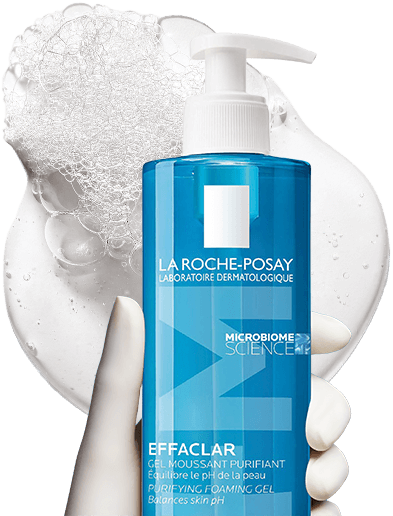 LA ROCHE-POSAY
LABORATOIRE DERMATOLOGIQUE
MICROBIOME
SCIENCE
EFFACLAR
GEL MOUSSANT PURIFIANT
Équilibre le pH de la peau
PURIFYING FOAMING GEL
Balances skin pH